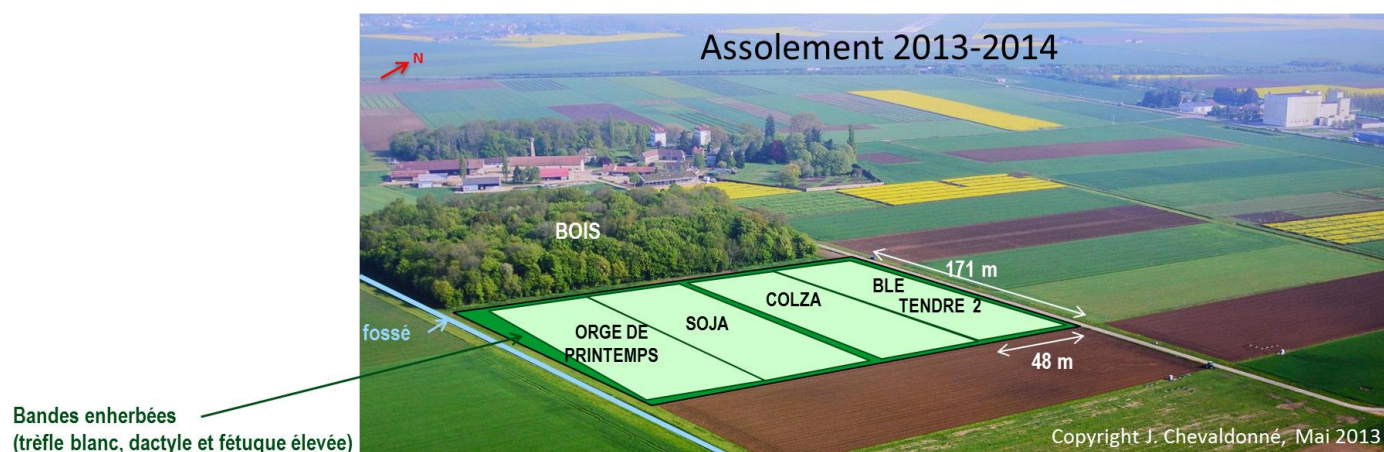 Assolement 2013-2014
N
BOIS
171 m
BLE
TENDRE 2
COLZA
SOJA
fossé
ORGE DE
PRINTEMPS
48 m
Bandes enherbées
(trèfle blanc, dactyle et fétuque élevée)
Copyright J. Chevaldonné, Mai 2013